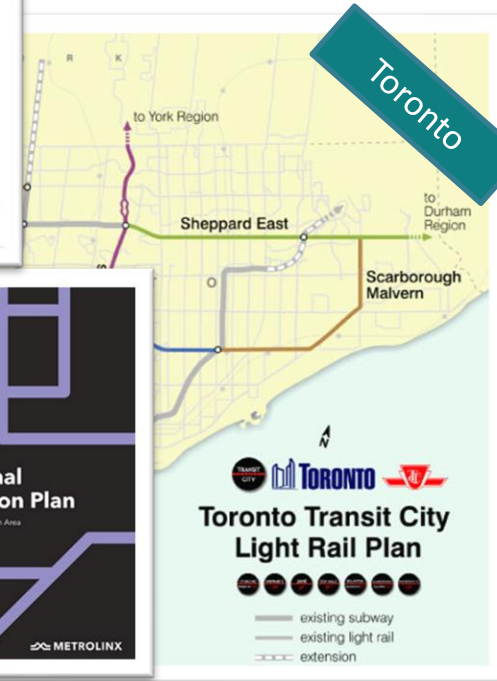 Toronto
R K
to York Region
to
Durham
Region
Sheppard East
Scarborough
Malvern
O
s
nal
on Plan
n Area
METROLINX
N
TRANSIT
CITY
TORONTO
Toronto Transit City
Light Rail Plan
existing subway
existing light rail
extension